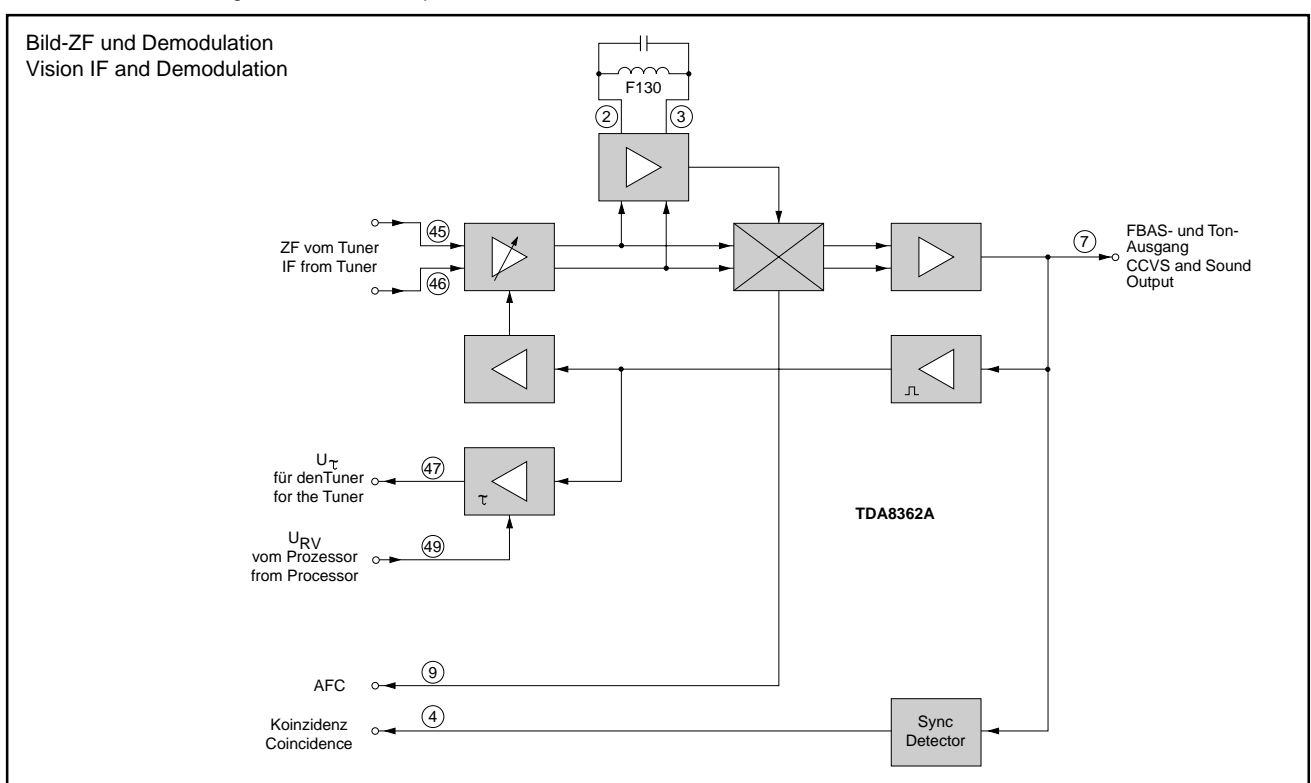 Bild-ZF und Demodulation
Vision IF and Demodulation
F130
2
3
ZF vom Tuner
IF from Tuner
45
46
7
FBAS- und Ton-
Ausgang
CCVS and Sound
Output
Uτ
für denTuner
for the Tuner
47
τ
TDA8362A
URV
vom Prozessor
from Processor
49
AFC
9
Koinzidenz
Coincidence
4
Sync
Detector